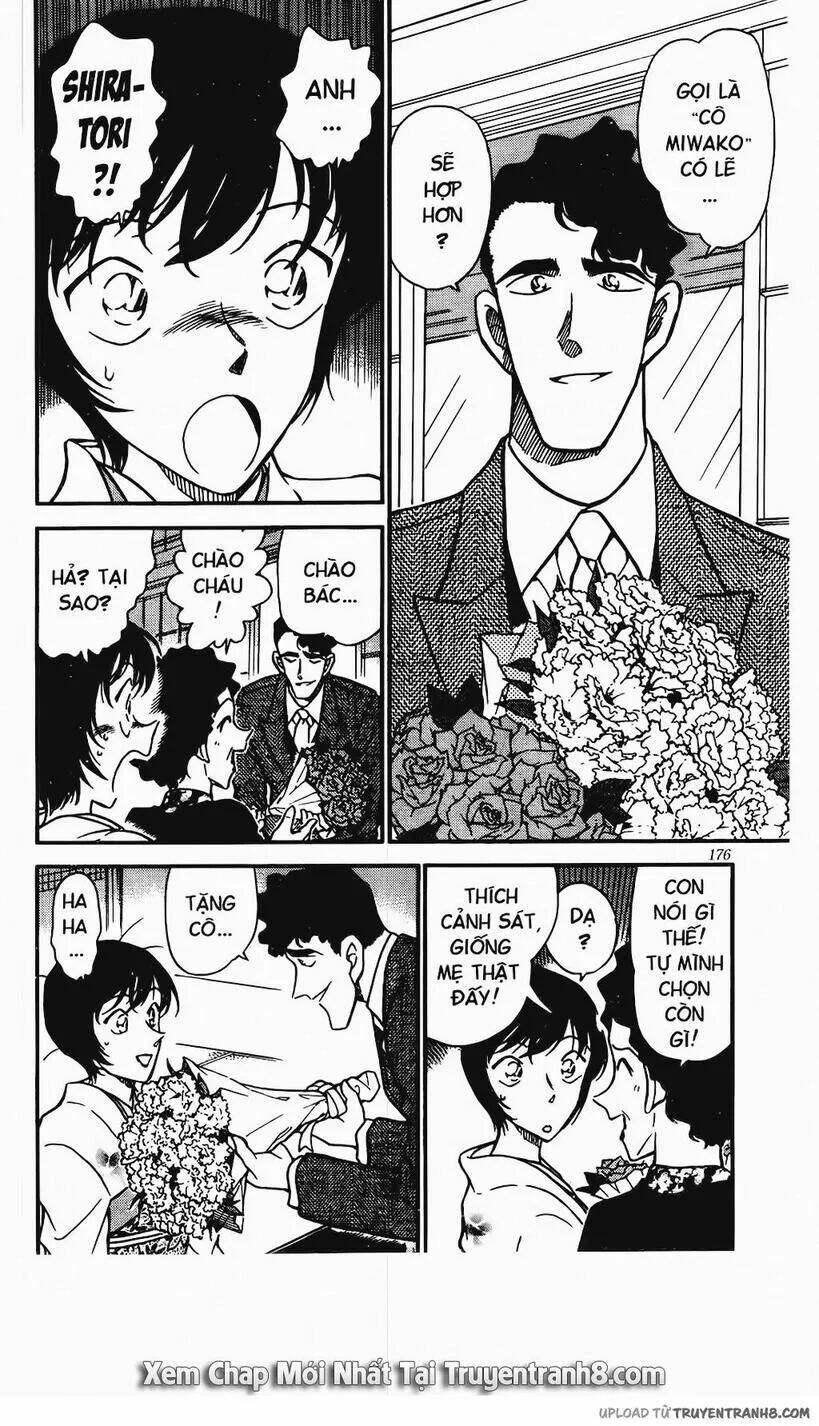 GỌI LÀ
"CÔ
MIWAKO"
CÓ LẼ
...
SẼ
HỢP
HƠN
?
ANH
...
SHIRA-
TORI
?!
CHÀO
BÁC...
CHÀO
CHÁU
!
HẢ? TẠI
SAO?
176
CON
NÓI GÌ
THẾ!
TỰ MÌNH
CHỌN
CÒN
GÌ!
DẠ
?
THÍCH
CẢNH SÁT,
GIỐNG
MẸ THẬT
ĐẤY!
TẶNG
CÔ...
HA
HA
...
Xem Chap Mới Nhất Tại Truyentranh8.com
UPLOAD TỪ TRUYENTRANH8.COM